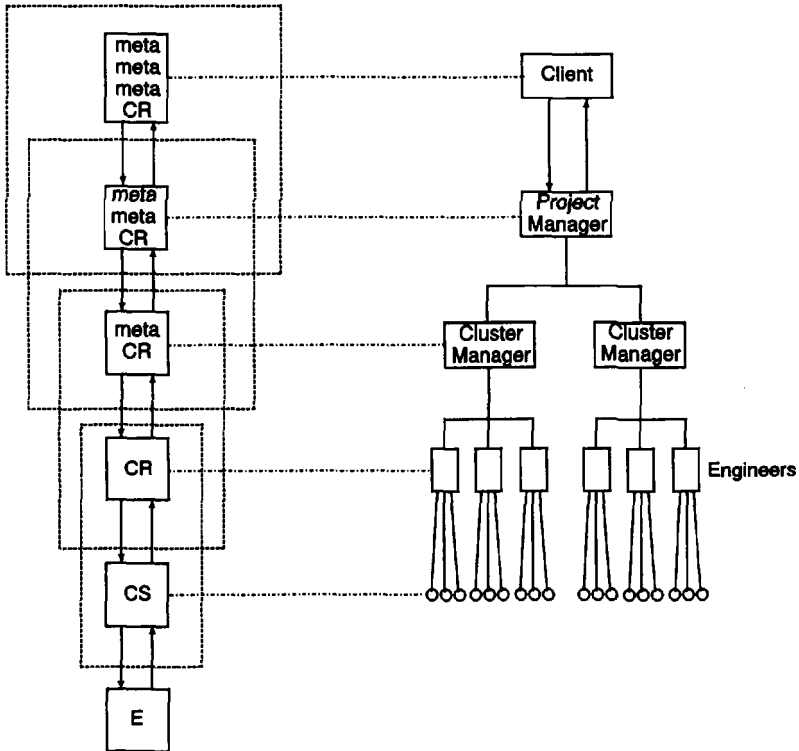 meta
meta
meta
CR
Client
meta
meta
CR
Project
Manager
meta
CR
Cluster
Manager
Cluster
Manager
CR
Engineers
CS
E